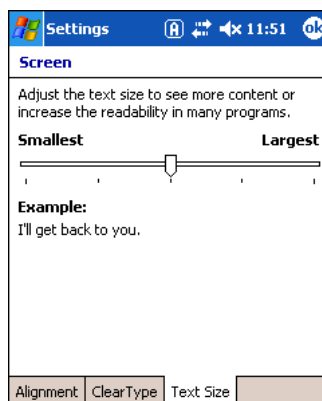 Settings A 11:51 ok
Screen
Adjust the text size to see more content or
increase the readability in many programs.
Smallest Largest
Example:
I'll get back to you.
Alignment ClearType Text Size